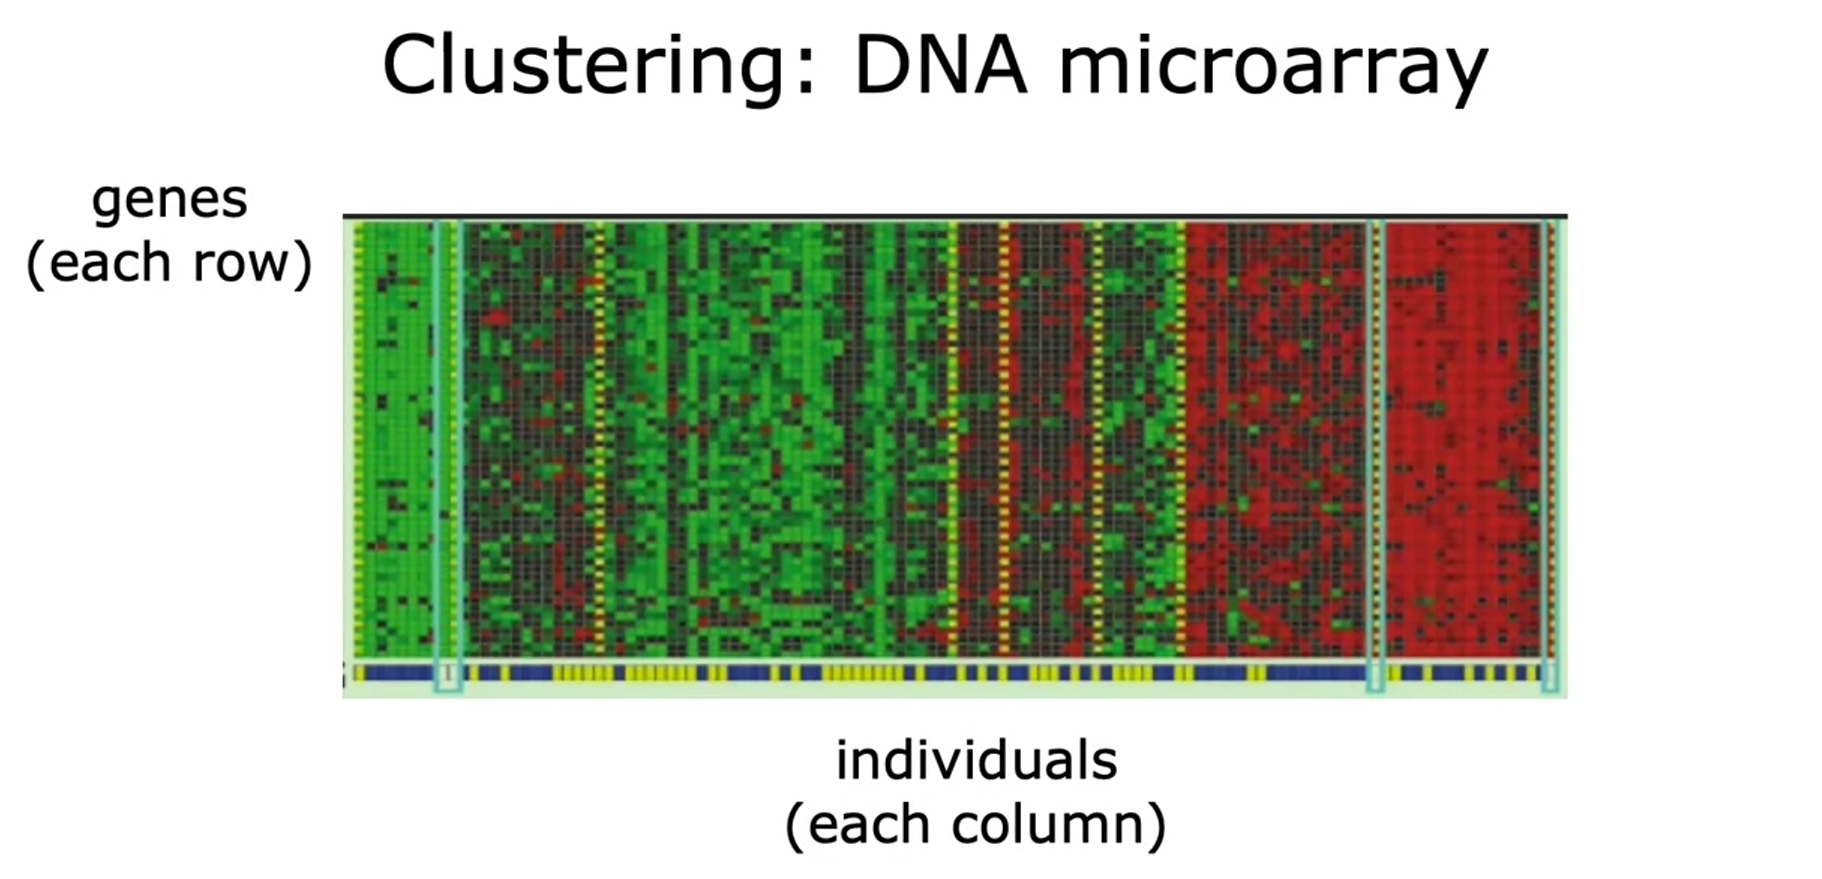 Clustering: DNA microarray
genes
(each row)
individuals
(each column)